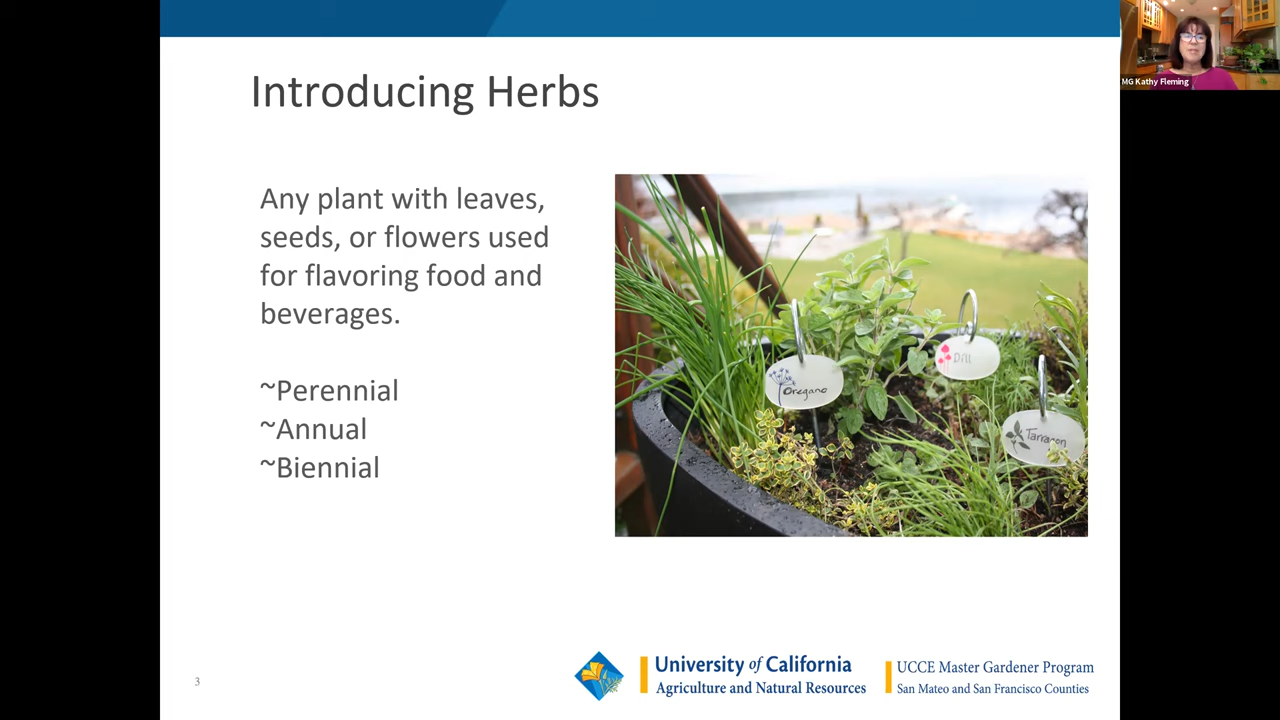 Introducing Herbs
MG Kathy Fleming
Any plant with leaves,
seeds, or flowers used
for flavoring food and
beverages.
~Perennial
~Annual
~Biennial
Oregano
Dill
Tarragon
3
University of California
Agriculture and Natural Resources
UCCE Master Gardener Program
San Mateo and San Francisco Counties